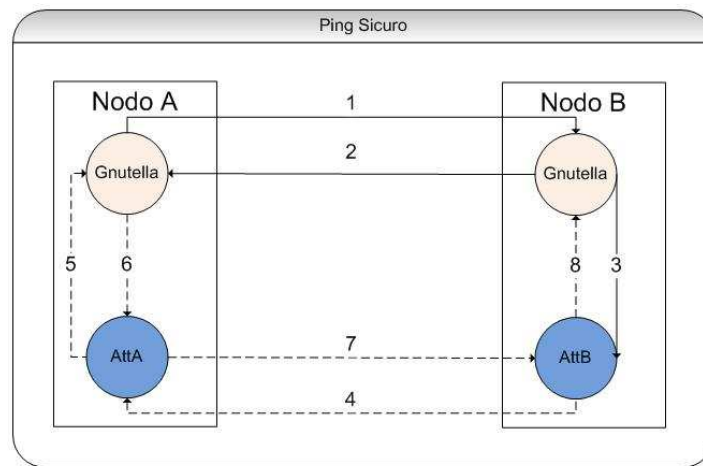 Ping Sicuro
Nodo A
1
Nodo B
2
Gnutella
Gnutella
5
6
8
3
7
AttA
AttB
4